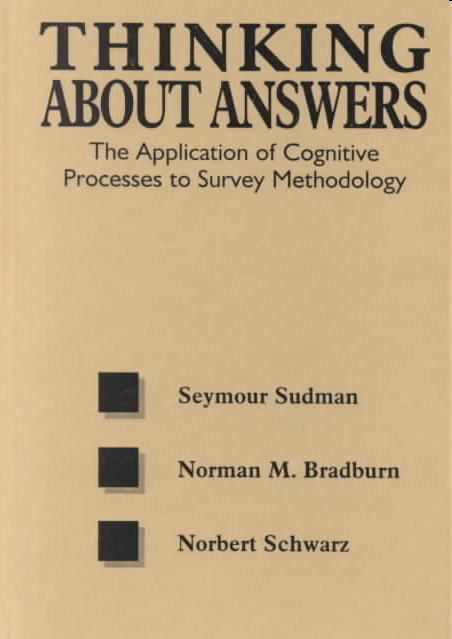 THINKING
ABOUT ANSWERS
The Application of Cognitive
Processes to Survey Methodology
Seymour Sudman
Norman M. Bradburn
Norbert Schwarz